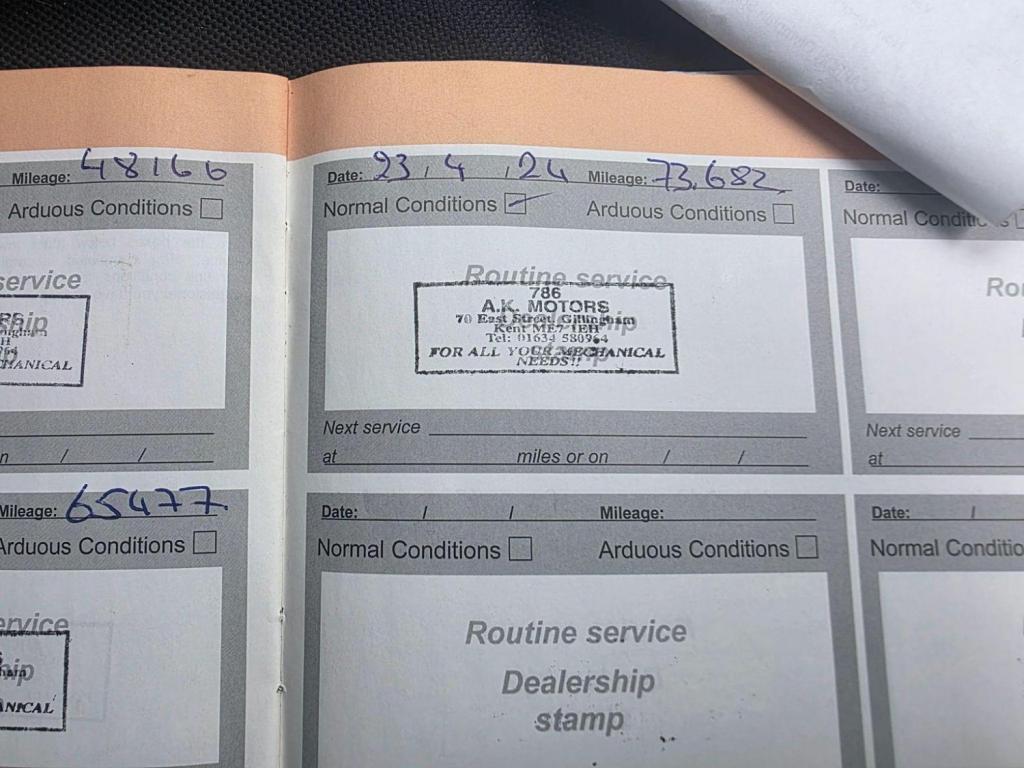 Mileage: 48166
Arduous Conditions
service
HANICAL
n / /
Mileage: 65477
Arduous Conditions
ervice
ANICAL
Date: 23 / 4 / 24 Mileage: 73,682
Normal Conditions Arduous Conditions
Routine service
786
A.K. MOTORS
70 East Street, Gillingham
Kent ME7 1EH
Tel: 01634 580964
FOR ALL YOUR MECHANICAL
NEEDS!!
Next service
at miles or on / /
Date: / / Mileage:
Normal Conditions Arduous Conditions
Routine service
Dealership
stamp
Date:
Normal Conditio
Rou
Next service
at
Date: /
Normal Conditio